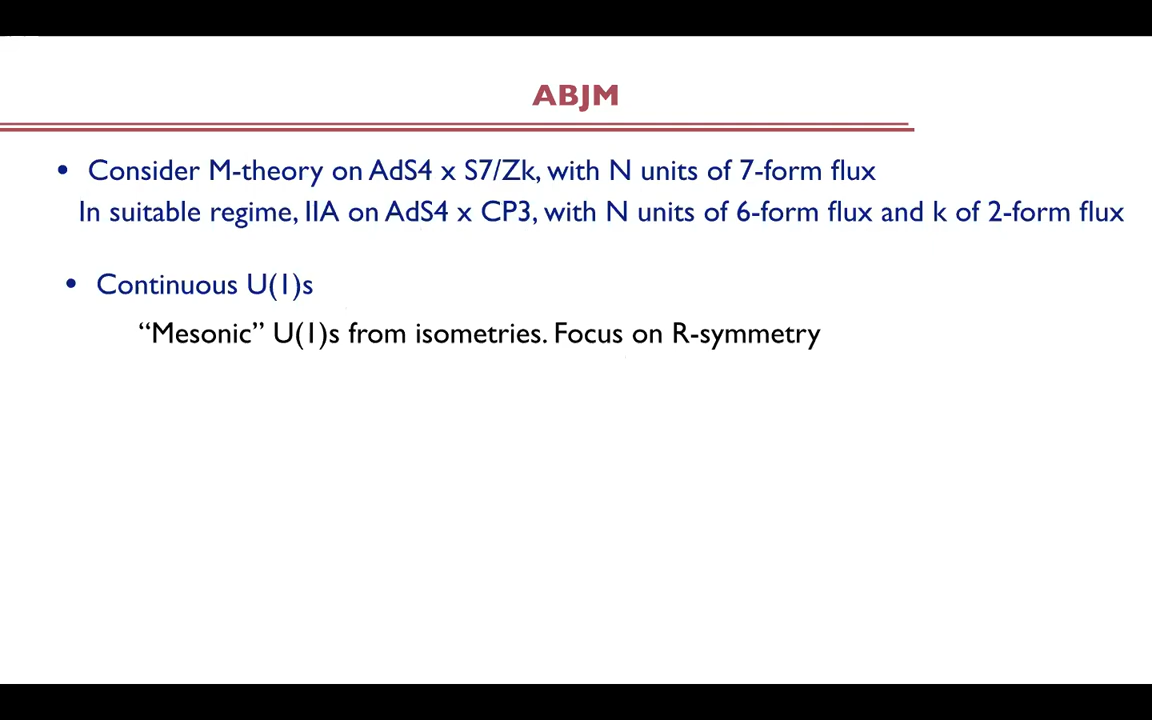 ABJM
• Consider M-theory on AdS4 x S7/Zk, with N units of 7-form flux
In suitable regime, IIA on AdS4 x CP3, with N units of 6-form flux and k of 2-form flux
• Continuous U(1)s
“Mesonic” U(1)s from isometries. Focus on R-symmetry